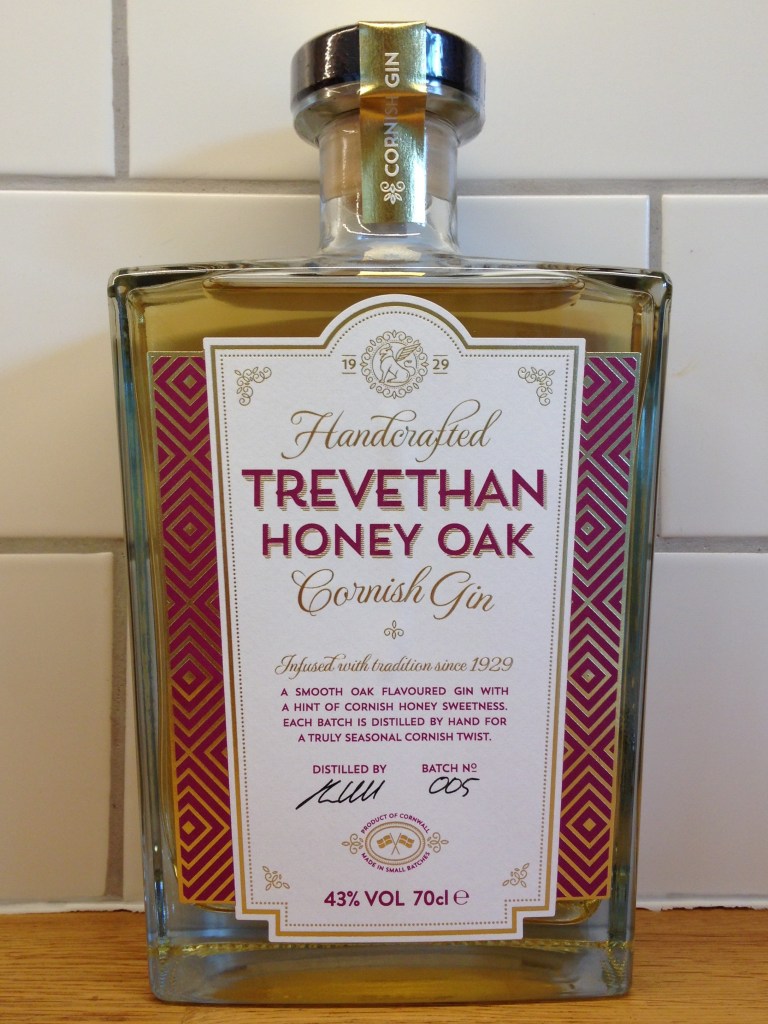 CORNISH GIN
19 29
Handcrafted
TREVETHAN
HONEY OAK
Cornish Gin
Infused with tradition since 1929
A SMOOTH OAK FLAVOURED GIN WITH
A HINT OF CORNISH HONEY SWEETNESS.
EACH BATCH IS DISTILLED BY HAND FOR
A TRULY SEASONAL CORNISH TWIST.
DISTILLED BY BATCH Nº
005
PRODUCT OF CORNWALL
MADE IN SMALL BATCHES
43% VOL 70cl ℮